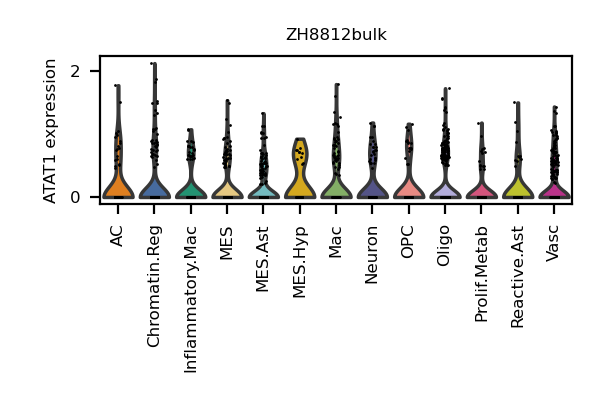 ZH8812bulk
ATAT1 expression
2
0
AC
Chromatin.Reg
Inflammatory.Mac
MES
MES.Ast
MES.Hyp
Mac
Neuron
OPC
Oligo
Prolif.Metab
Reactive.Ast
Vasc